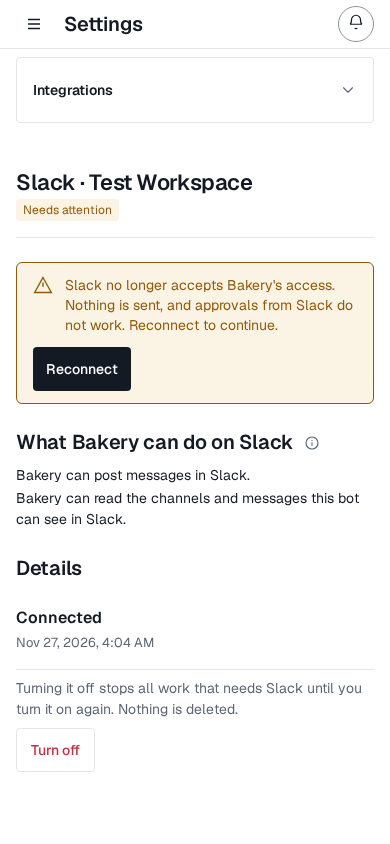 Settings
Integrations
Slack · Test Workspace
Needs attention
Slack no longer accepts Bakery's access.
Nothing is sent, and approvals from Slack do
not work. Reconnect to continue.
Reconnect
What Bakery can do on Slack
Bakery can post messages in Slack.
Bakery can read the channels and messages this bot
can see in Slack.
Details
Connected
Nov 27, 2026, 4:04 AM
Turning it off stops all work that needs Slack until you
turn it on again. Nothing is deleted.
Turn off